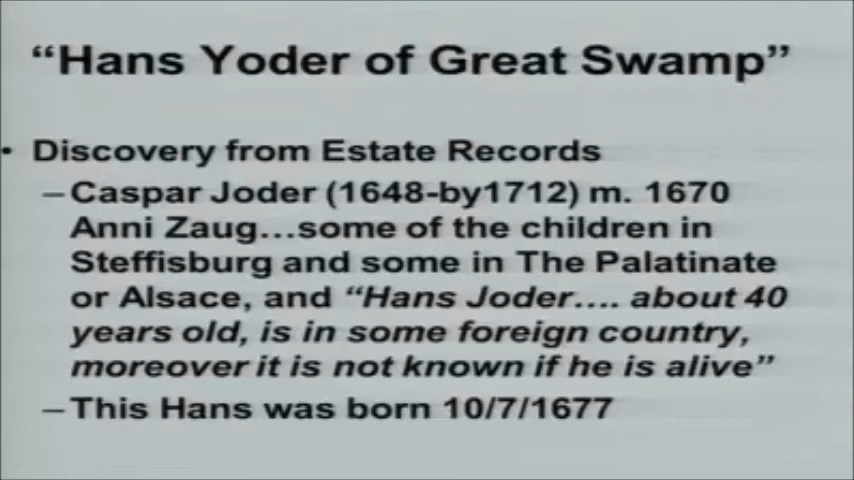 “Hans Yoder of Great Swamp”
• Discovery from Estate Records
– Caspar Joder (1648-by1712) m. 1670
Anni Zaug...some of the children in
Steffisburg and some in The Palatinate
or Alsace, and “Hans Joder.... about 40
years old, is in some foreign country,
moreover it is not known if he is alive”
– This Hans was born 10/7/1677